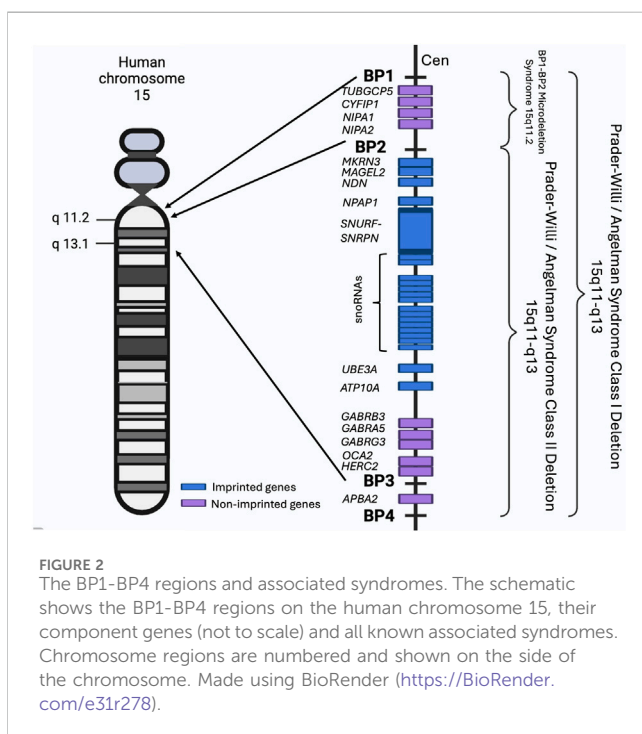 Human
chromosome
15
q 11.2
q 13.1
Cen
BP1
TUBGCP5
CYFIP1
NIPA1
NIPA2
BP2
MKRN3
MAGEL2
NDN
NPAP1
SNURF-
SNRPN
snoRNAs
UBE3A
ATP10A
GABRB3
GABRA5
GABRG3
OCA2
HERC2
BP3
APBA2
BP4
Imprinted genes
Non-imprinted genes
BP1-BP2 Microdeletion
Syndrome 15q11.2
Prader-Willi / Angelman Syndrome Class II Deletion
15q11-q13
Prader-Willi / Angelman Syndrome Class I Deletion
15q11-q13
FIGURE 2
The BP1-BP4 regions and associated syndromes. The schematic
shows the BP1-BP4 regions on the human chromosome 15, their
component genes (not to scale) and all known associated syndromes.
Chromosome regions are numbered and shown on the side of
the chromosome. Made using BioRender (https://BioRender.
com/e31r278).